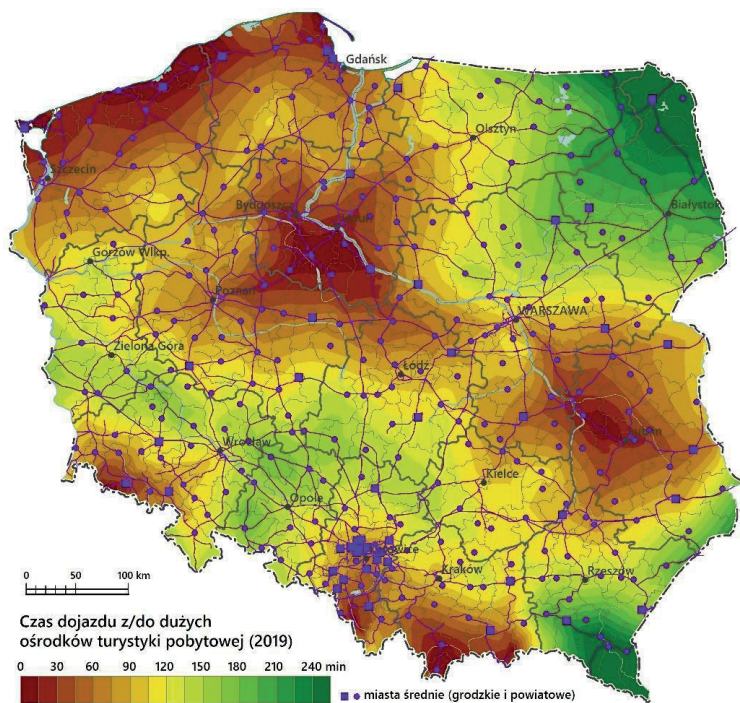 Gdańsk
Olsztyn
Szczecin
Bydgoszcz
Toruń
Białystok
Gorzów Wlkp.
Poznań
WARSZAWA
Zielona Góra
Łódź
Lublin
Wrocław
Kielce
Opole
Katowice
Kraków
Rzeszów
0 100 km
Czas dojazdu z/do dużych
ośrodków turystyki pobytowej (2019)
0 30 60 90 120 150 180 210 240 min
miasta średnie (grodzkie i powiatowe)